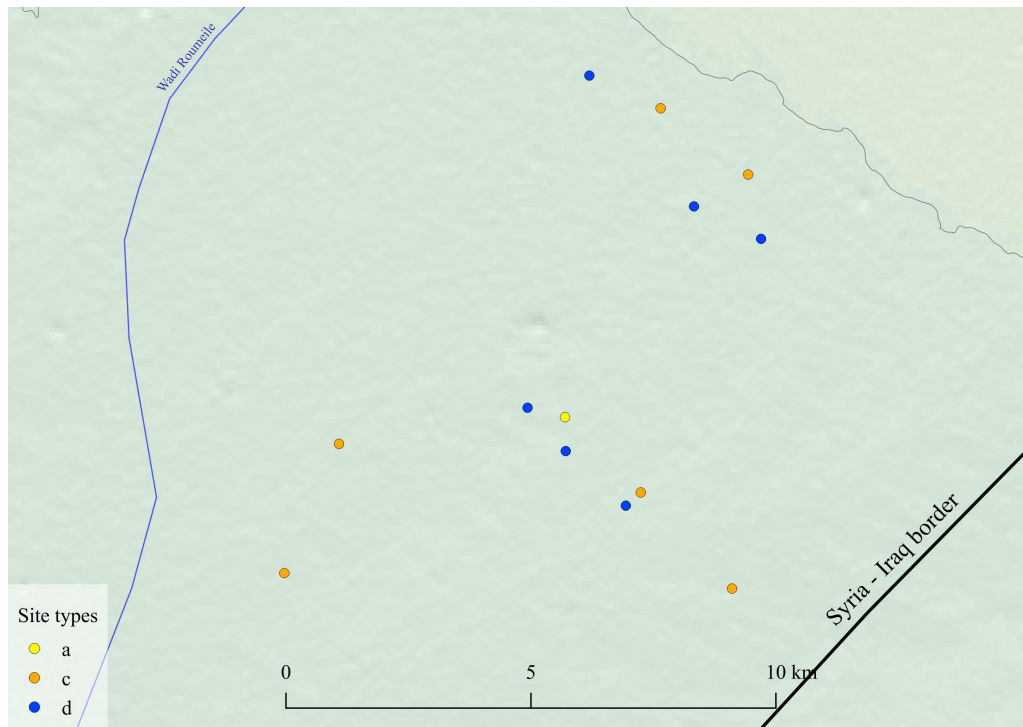 Wadi Roumeile
Syria - Iraq border
Site types
a
c
d
0 5 10 km